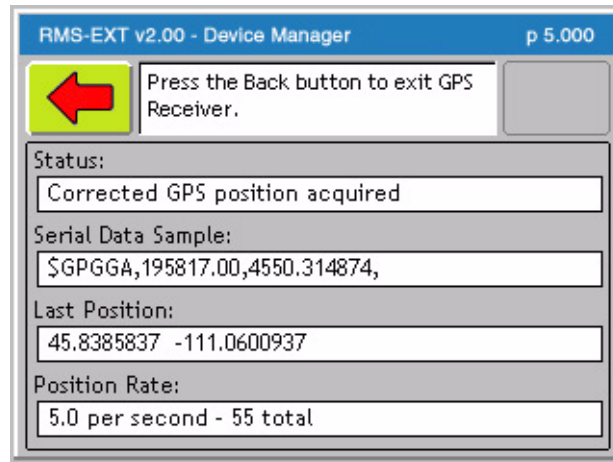 RMS-EXT v2.00 - Device Manager p 5.000
Press the Back button to exit GPS
Receiver.
Status:
Corrected GPS position acquired
Serial Data Sample:
$GPGGA,195817.00,4550.314874,
Last Position:
45.8385837 -111.0600937
Position Rate:
5.0 per second - 55 total